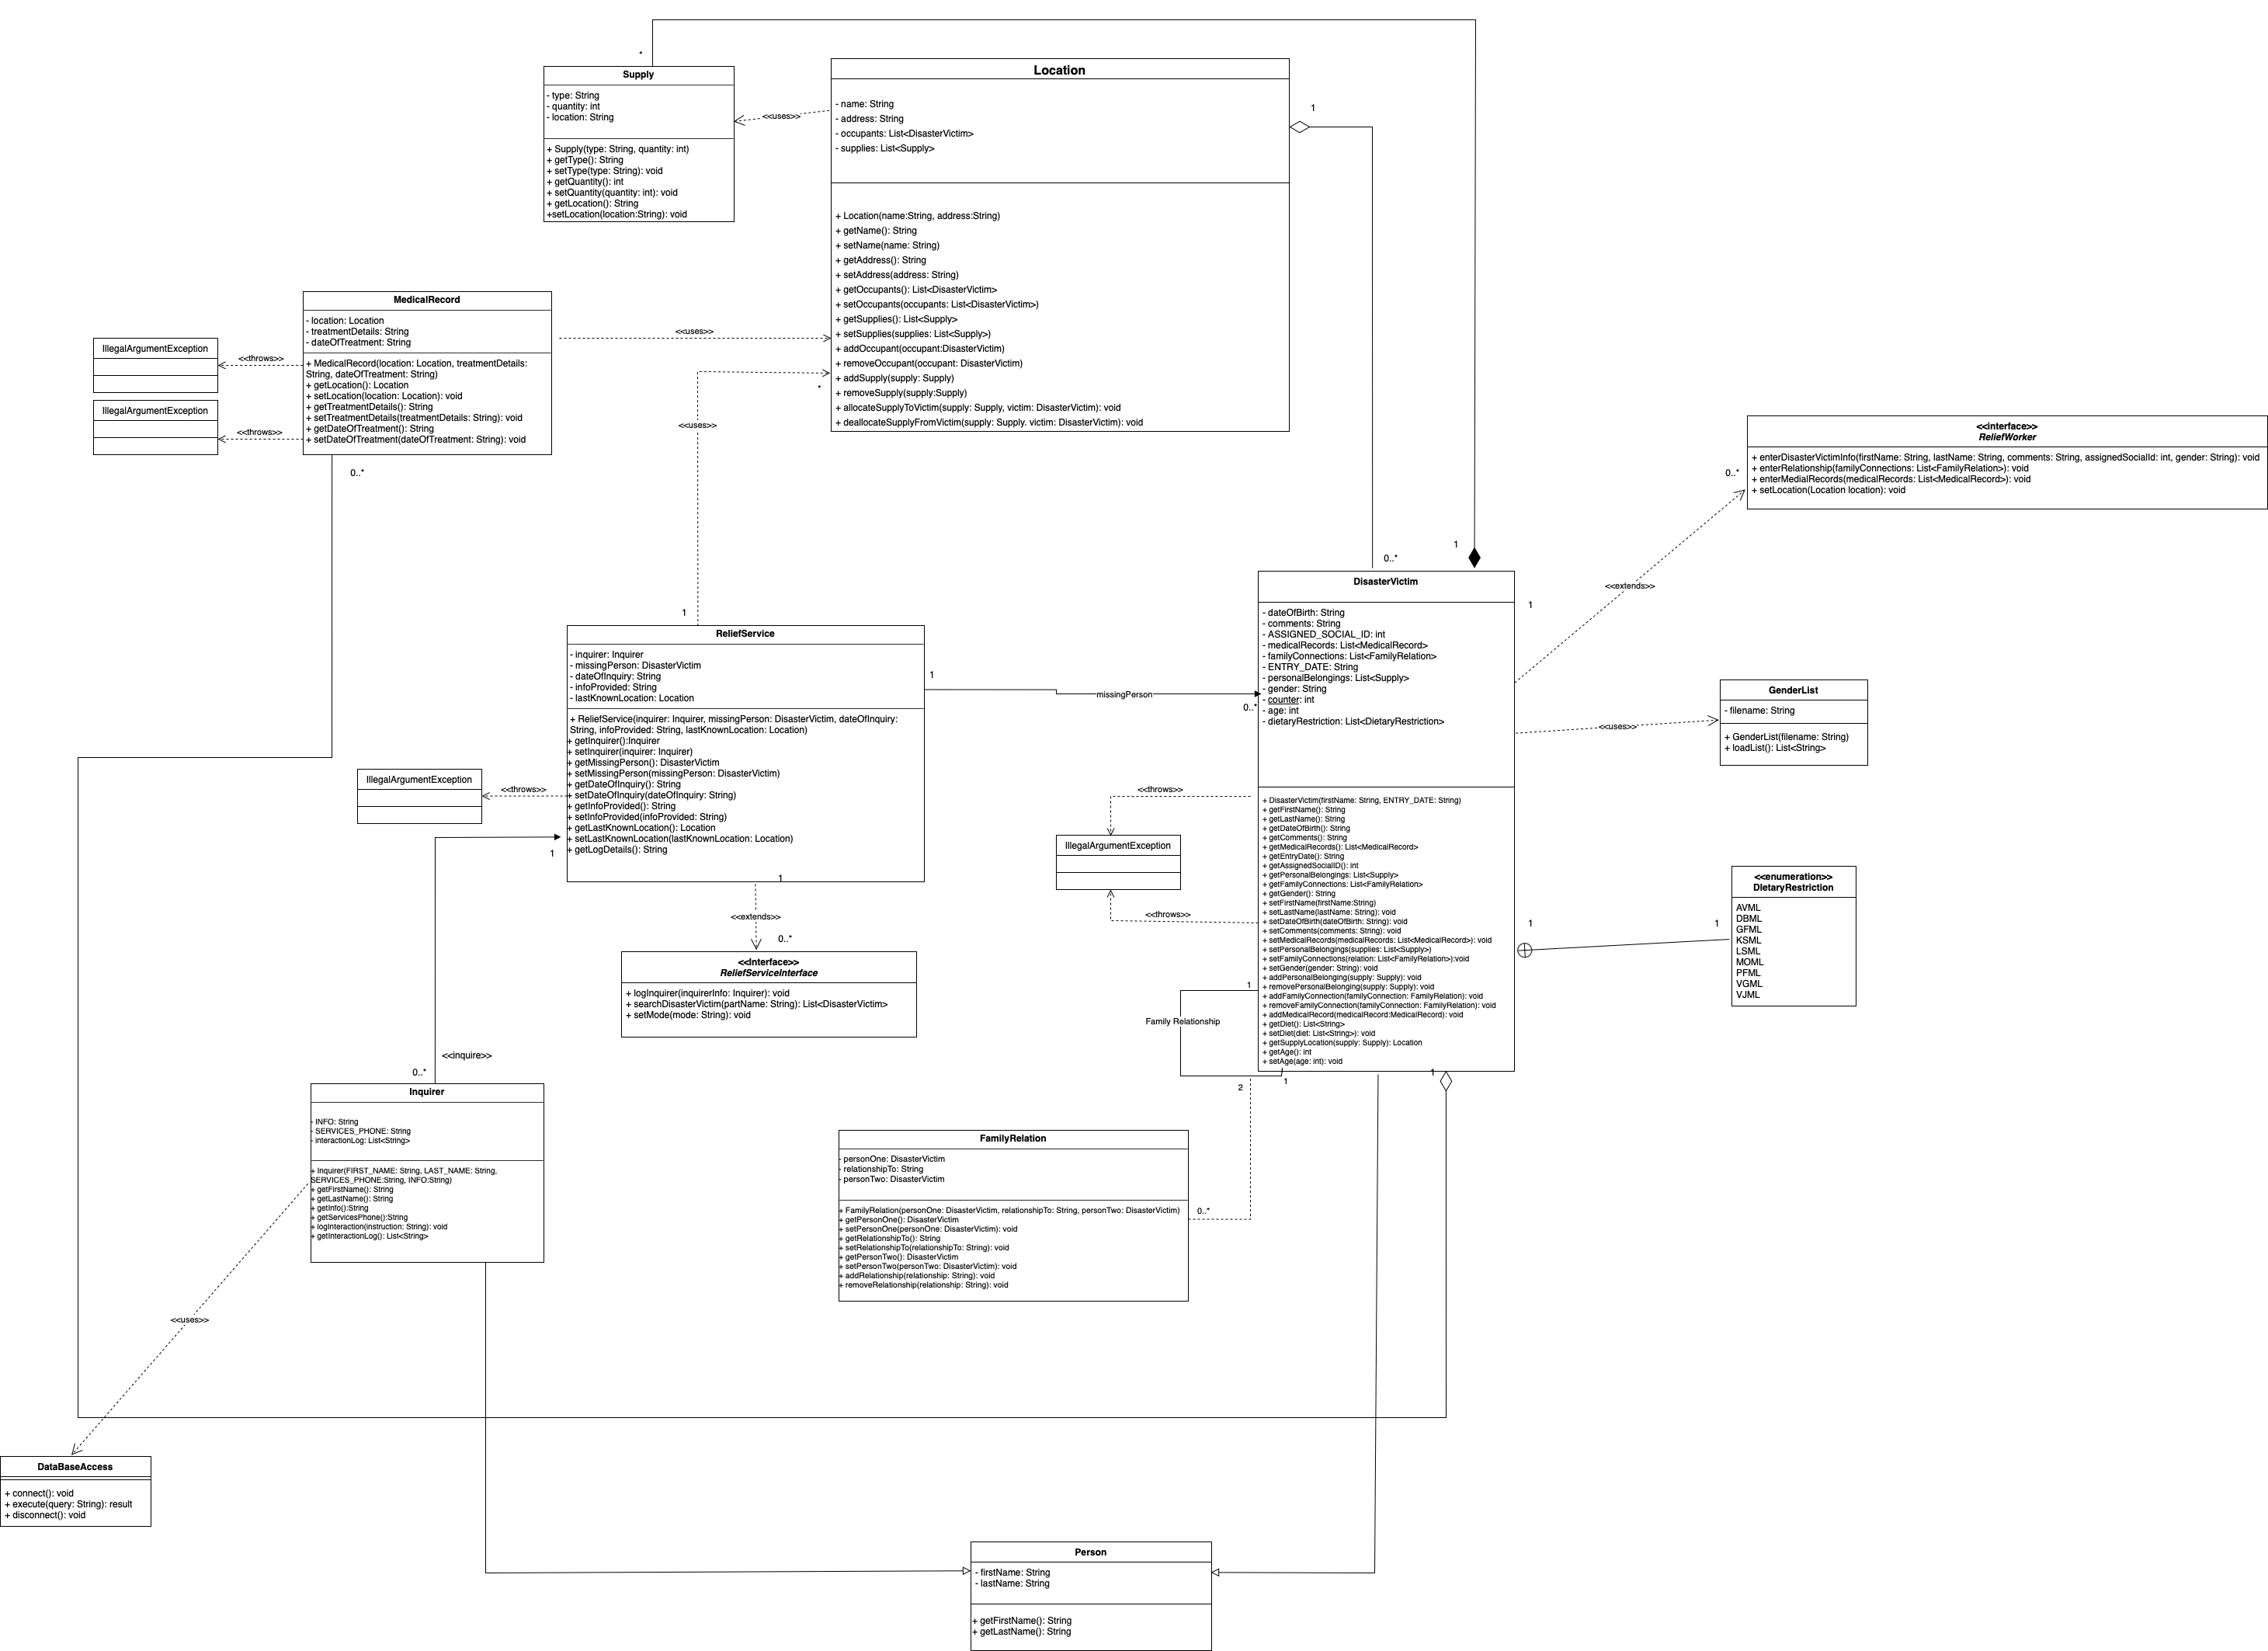 *
Supply
- type: String
- quantity: int
- location: String
+ Supply(type: String, quantity: int)
+ getType(): String
+ setType(type: String): void
+ getQuantity(): int
+ setQuantity(quantity: int): void
+ getLocation(): String
+setLocation(location:String): void
<<uses>>
Location
- name: String
- address: String
- occupants: List<DisasterVictim>
- supplies: List<Supply>
+ Location(name:String, address:String)
+ getName(): String
+ setName(name: String)
+ getAddress(): String
+ setAddress(address: String)
+ getOccupants(): List<DisasterVictim>
+ setOccupants(occupants: List<DisasterVictim>)
+ getSupplies(): List<Supply>
+ setSupplies(supplies: List<Supply>)
+ addOccupant(occupant:DisasterVictim)
+ removeOccupant(occupant: DisasterVictim)
+ addSupply(supply: Supply)
+ removeSupply(supply:Supply)
+ allocateSupplyToVictim(supply: Supply, victim: DisasterVictim): void
+ deallocateSupplyFromVictim(supply: Supply. victim: DisasterVictim): void
1
MedicalRecord
- location: Location
- treatmentDetails: String
- dateOfTreatment: String
+ MedicalRecord(location: Location, treatmentDetails:
String, dateOfTreatment: String)
+ getLocation(): Location
+ setLocation(location: Location): void
+ getTreatmentDetails(): String
+ setTreatmentDetails(treatmentDetails: String): void
+ getDateOfTreatment(): String
+ setDateOfTreatment(dateOfTreatment: String): void
<<uses>>
IllegalArgumentException
<<throws>>
IllegalArgumentException
<<throws>>
0..*
*
<<uses>>
1
<<interface>>
ReliefWorker
+ enterDisasterVictimInfo(firstName: String, lastName: String, comments: String, assignedSocialId: int, gender: String): void
+ enterRelationship(familyConnections: List<FamilyRelation>): void
+ enterMedialRecords(medicalRecords: List<MedicalRecord>): void
+ setLocation(Location location): void
0..*
<<extends>>
1
0..*
1
DisasterVictim
- dateOfBirth: String
- comments: String
- ASSIGNED_SOCIAL_ID: int
- medicalRecords: List<MedicalRecord>
- familyConnections: List<FamilyRelation>
- ENTRY_DATE: String
- personalBelongings: List<Supply>
- gender: String
- counter: int
- age: int
- dietaryRestriction: List<DietaryRestriction>
+ DisasterVictim(firstName: String, ENTRY_DATE: String)
+ getFirstName(): String
+ getLastName(): String
+ getDateOfBirth(): String
+ getComments(): String
+ getMedicalRecords(): List<MedicalRecord>
+ getEntryDate(): String
+ getAssignedSocialID(): int
+ getPersonalBelongings: List<Supply>
+ getFamilyConnections: List<FamilyRelation>
+ getGender(): String
+ setFirstName(firstName:String)
+ setLastName(lastName: String): void
+ setDateOfBirth(dateOfBirth: String): void
+ setComments(comments: String): void
+ setMedicalRecords(medicalRecords: List<MedicalRecord>): void
+ setPersonalBelongings(supplies: List<Supply>)
+ setFamilyConnections(relation: List<FamilyRelation>):void
+ setGender(gender: String): void
+ addPersonalBelonging(supply: Supply): void
+ removePersonalBelonging(supply: Supply): void
+ addFamilyConnection(familyConnection: FamilyRelation): void
+ removeFamilyConnection(familyConnection: FamilyRelation): void
+ addMedicalRecord(medicalRecord:MedicalRecord): void
+ getDiet(): List<String>
+ setDiet(diet: List<String>): void
+ getSupplyLocation(supply: Supply): Location
+ getAge(): int
+ setAge(age: int): void
ReliefService
- inquirer: Inquirer
- missingPerson: DisasterVictim
- dateOfInquiry: String
- infoProvided: String
- lastKnownLocation: Location
+ ReliefService(inquirer: Inquirer, missingPerson: DisasterVictim, dateOfInquiry:
String, infoProvided: String, lastKnownLocation: Location)
+ getInquirer():Inquirer
+ setInquirer(inquirer: Inquirer)
+ getMissingPerson(): DisasterVictim
+ setMissingPerson(missingPerson: DisasterVictim)
+ getDateOfInquiy(): String
+ setDateOfInquiry(dateOfInquiry: String)
+ getInfoProvided(): String
+ setInfoProvided(infoProvided: String)
+ getLastKnownLocation(): Location
+ setLastKnownLocation(lastKnownLocation: Location)
+ getLogDetails(): String
1
missingPerson
0..*
GenderList
- filename: String
+ GenderList(filename: String)
+ loadList(): List<String>
<<uses>>
IllegalArgumentException
<<throws>>
1
<<throws>>
IllegalArgumentException
<<throws>>
1
<<extends>>
0..*
<<Interface>>
ReliefServiceInterface
+ logInquirer(inquirerInfo: Inquirer): void
+ searchDisasterVictim(partName: String): List<DisasterVictim>
+ setMode(mode: String): void
<<enumeration>>
DIetaryRestriction
AVML
DBML
GFML
KSML
LSML
MOML
PFML
VGML
VJML
1
1
1
Family Relationship
1
2
1
<<inquire>>
0..*
Inquirer
- INFO: String
- SERVICES_PHONE: String
- interactionLog: List<String>
+ Inquirer(FIRST_NAME: String, LAST_NAME: String,
SERVICES_PHONE:String, INFO:String)
+ getFirstName(): String
+ getLastName(): String
+ getInfo():String
+ getServicesPhone():String
+ logInteraction(instruction: String): void
+ getInteractionLog(): List<String>
FamilyRelation
- personOne: DisasterVictim
- relationshipTo: String
- personTwo: DisasterVictim
+ FamilyRelation(personOne: DisasterVictim, relationshipTo: String, personTwo: DisasterVictim)
+ getPersonOne(): DisasterVictim
+ setPersonOne(personOne: DisasterVictim): void
+ getRelationshipTo(): String
+ setRelationshipTo(relationshipTo: String): void
+ getPersonTwo(): DisasterVictim
+ setPersonTwo(personTwo: DisasterVictim): void
+ addRelationship(relationship: String): void
+ removeRelationship(relationship: String): void
0..*
<<uses>>
DataBaseAccess
+ connect(): void
+ execute(query: String): result
+ disconnect(): void
Person
- firstName: String
- lastName: String
+ getFirstName(): String
+ getLastName(): String